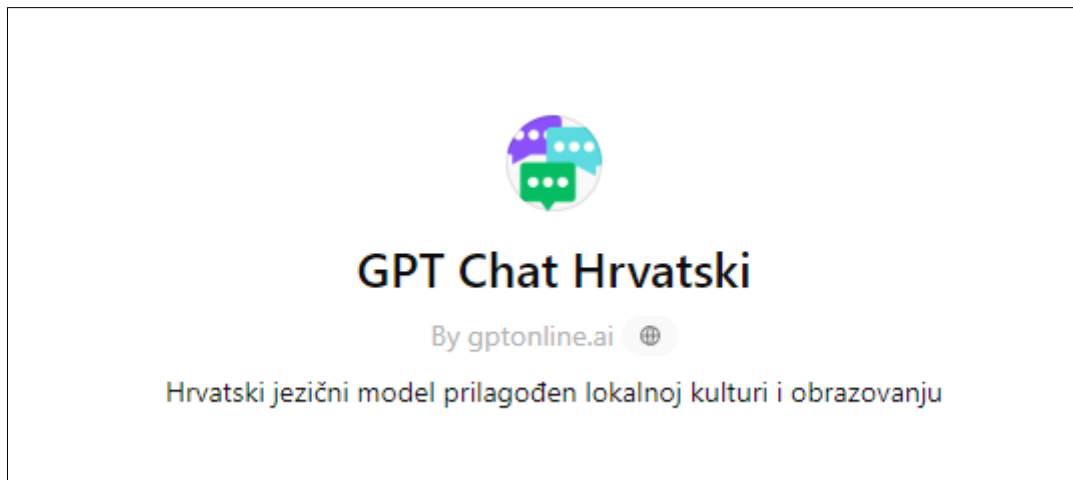 GPT Chat Hrvatski
By gptonline.ai
Hrvatski jezični model prilagođen lokalnoj kulturi i obrazovanju